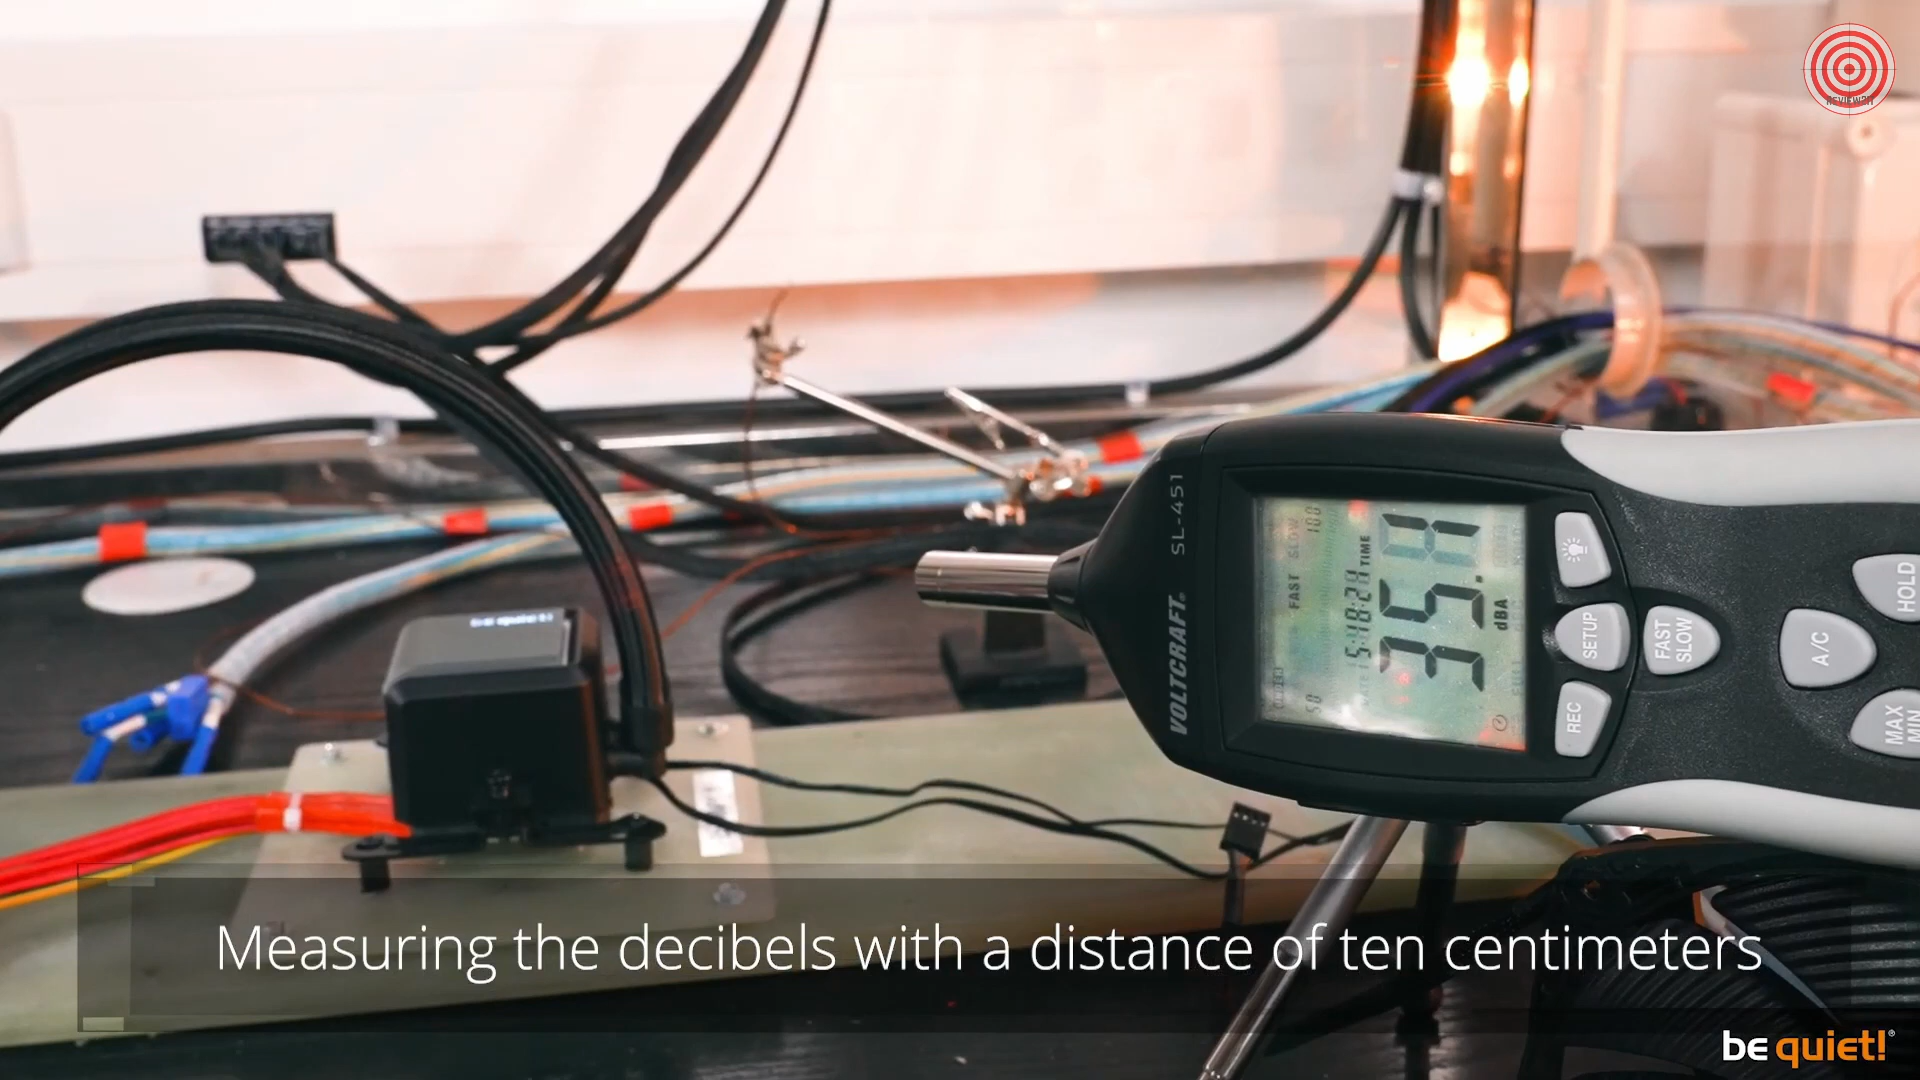 SL-451
VOLTCRAFT®
FAST
TIME
dBA
35.
SETUP
REC
FAST
SLOW
A/C
HOLD
MAX
MIN
Measuring the decibels with a distance of ten centimeters
be quiet!®